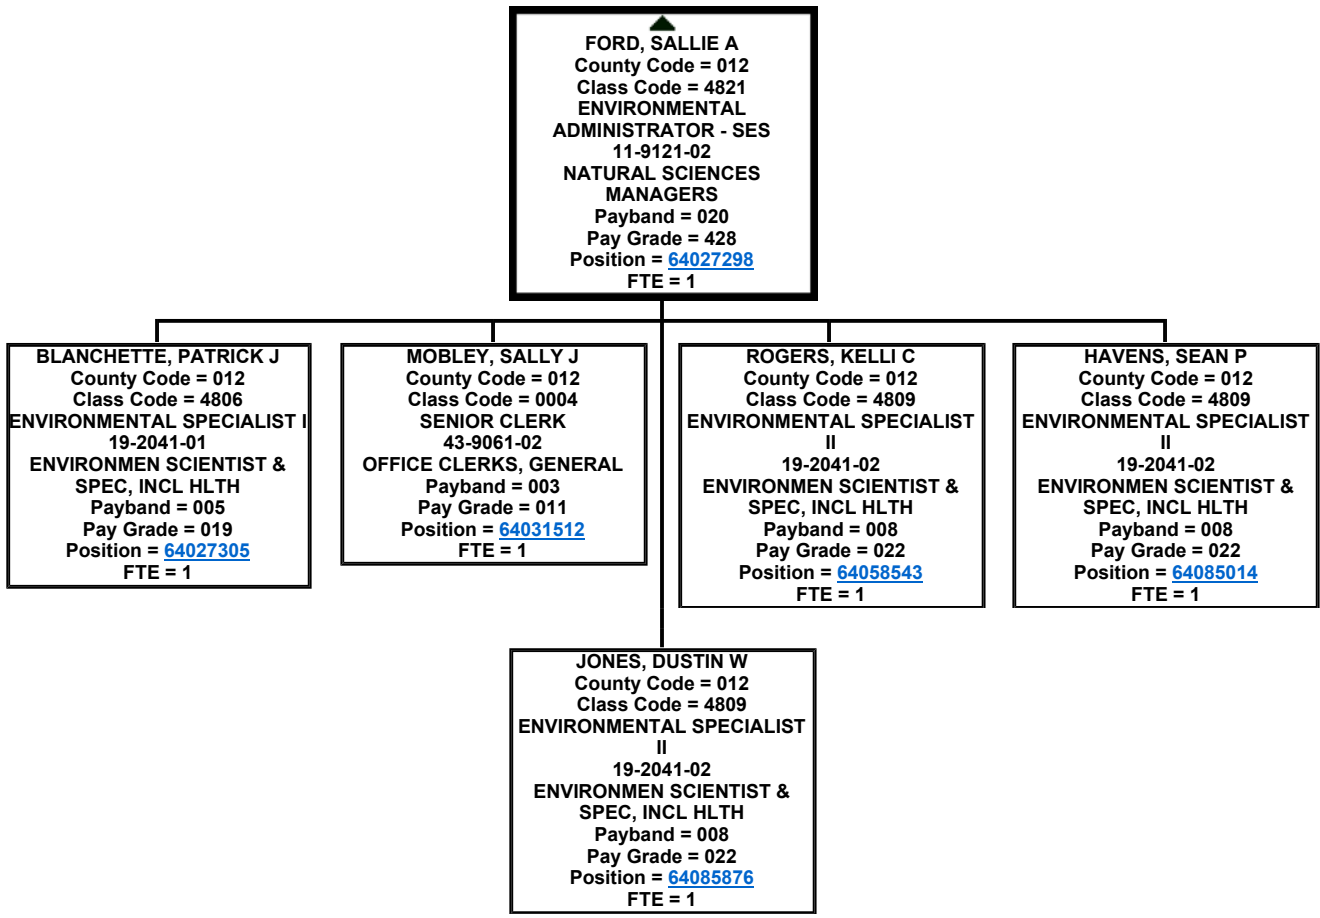 FORD, SALLIE A
County Code = 012
Class Code = 4821
ENVIRONMENTAL
ADMINISTRATOR - SES
11-9121-02
NATURAL SCIENCES
MANAGERS
Payband = 020
Pay Grade = 428
Position = 64027298
FTE = 1
BLANCHETTE, PATRICK J
County Code = 012
Class Code = 4806
ENVIRONMENTAL SPECIALIST I
19-2041-01
ENVIRONMEN SCIENTIST &
SPEC, INCL HLTH
Payband = 005
Pay Grade = 019
Position = 64027305
FTE = 1
MOBLEY, SALLY J
County Code = 012
Class Code = 0004
SENIOR CLERK
43-9061-02
OFFICE CLERKS, GENERAL
Payband = 003
Pay Grade = 011
Position = 64031512
FTE = 1
ROGERS, KELLI C
County Code = 012
Class Code = 4809
ENVIRONMENTAL SPECIALIST
II
19-2041-02
ENVIRONMEN SCIENTIST &
SPEC, INCL HLTH
Payband = 008
Pay Grade = 022
Position = 64058543
FTE = 1
HAVENS, SEAN P
County Code = 012
Class Code = 4809
ENVIRONMENTAL SPECIALIST
II
19-2041-02
ENVIRONMEN SCIENTIST &
SPEC, INCL HLTH
Payband = 008
Pay Grade = 022
Position = 64085014
FTE = 1
JONES, DUSTIN W
County Code = 012
Class Code = 4809
ENVIRONMENTAL SPECIALIST
II
19-2041-02
ENVIRONMEN SCIENTIST &
SPEC, INCL HLTH
Payband = 008
Pay Grade = 022
Position = 64085876
FTE = 1